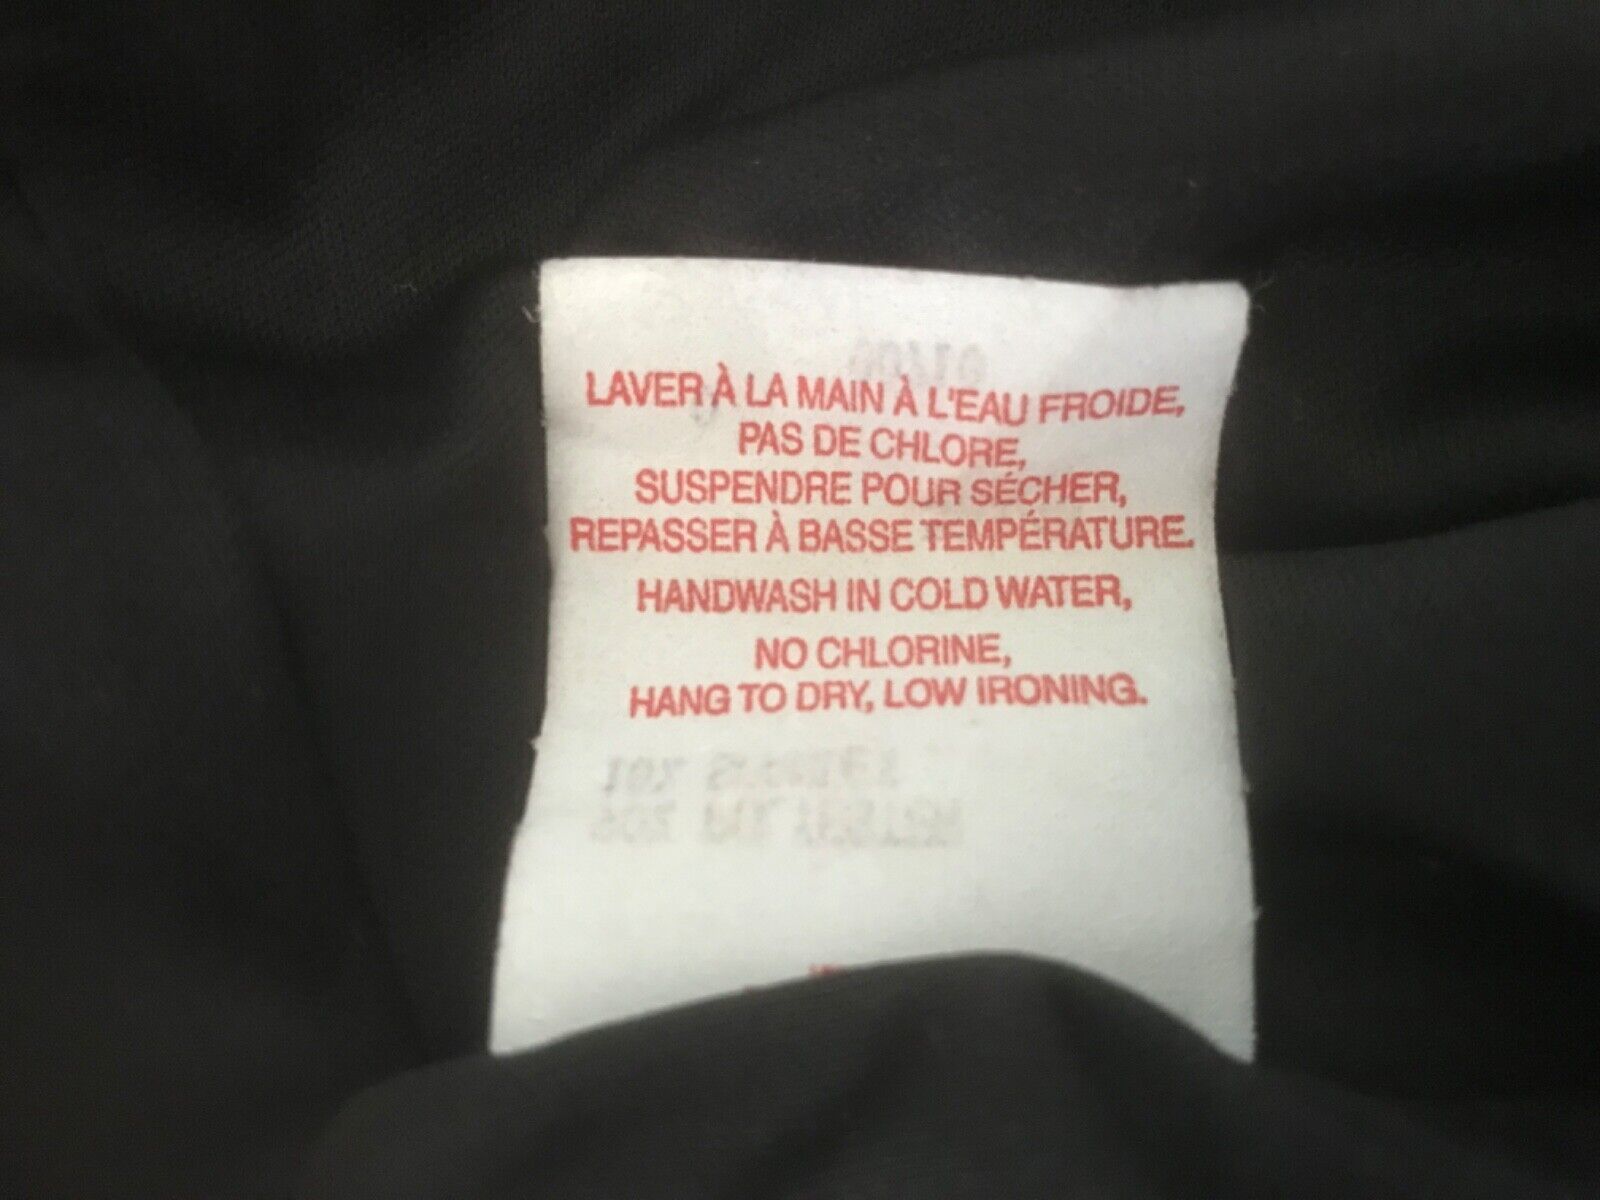 LAVER À LA MAIN À L'EAU FROIDE,
PAS DE CHLORE,
SUSPENDRE POUR SÉCHER,
REPASSER À BASSE TEMPÉRATURE.
HANDWASH IN COLD WATER,
NO CHLORINE,
HANG TO DRY, LOW IRONING.